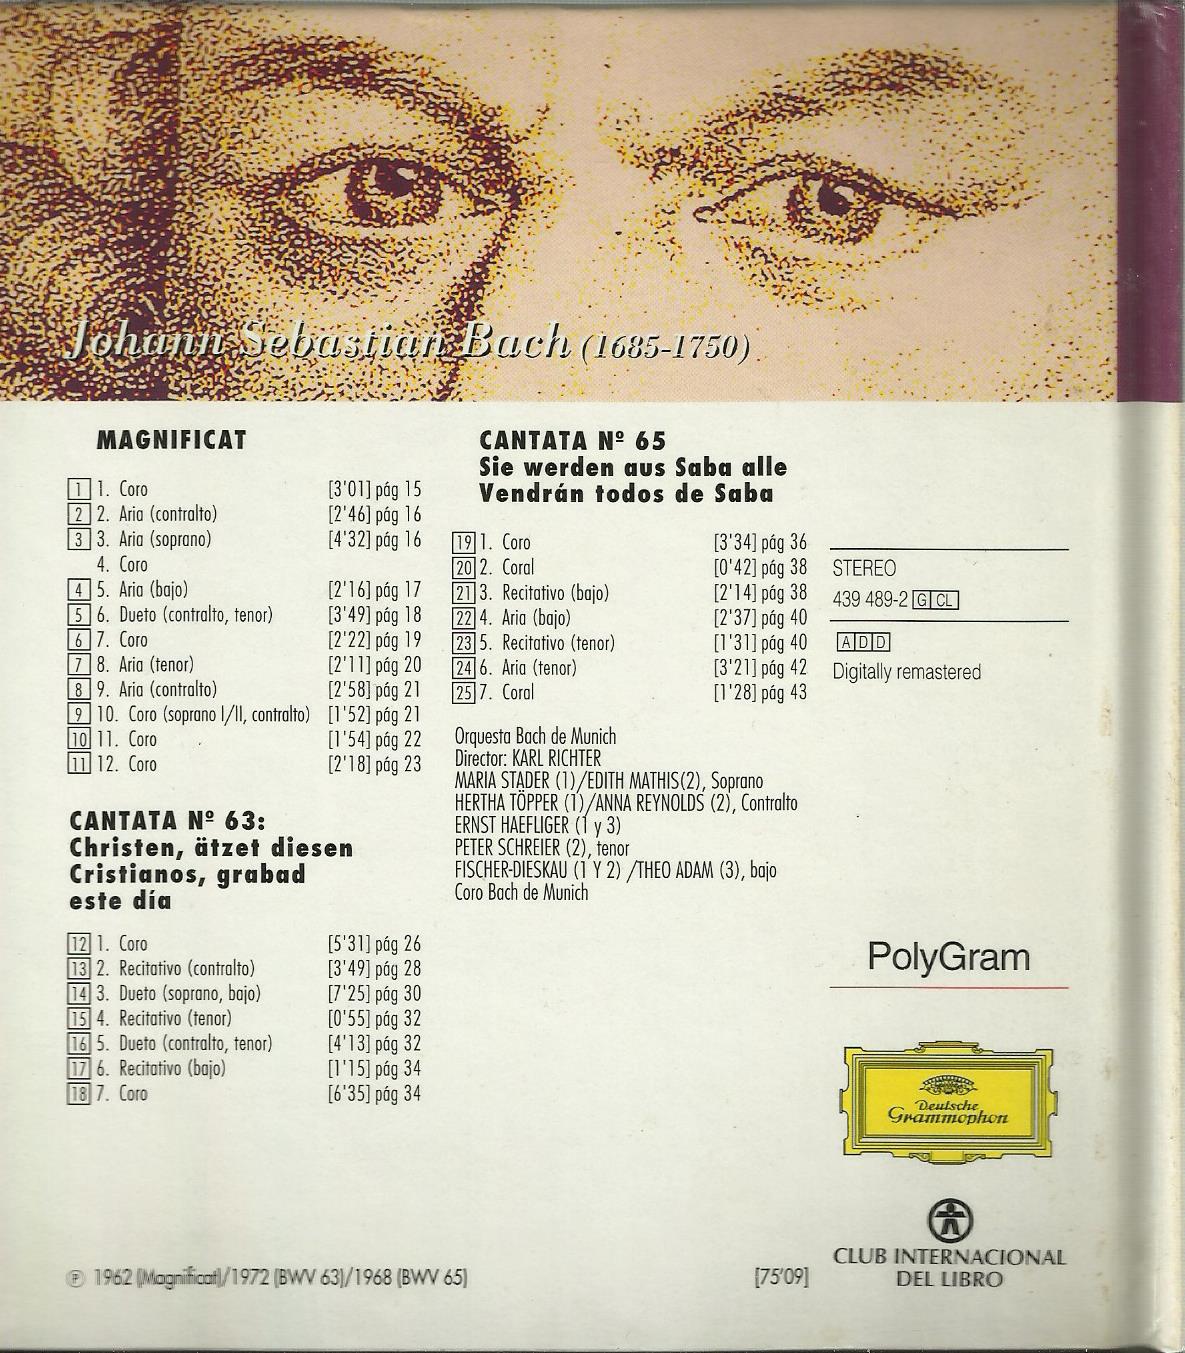 Johann Sebastian Bach (1685-1750)
MAGNIFICAT
1 1. Coro [3'01] pág 15
2 2. Aria (contralto) [2'46] pág 16
3 3. Aria (soprano) [4'32] pág 16
4. Coro
4 5. Aria (bajo) [2'16] pág 17
5 6. Dueto (contralto, tenor) [3'49] pág 18
6 7. Coro [2'22] pág 19
7 8. Aria (tenor) [2'11] pág 20
8 9. Aria (contralto) [2'58] pág 21
9 10. Coro (soprano I/II, contralto) [1'52] pág 21
10 11. Coro [1'54] pág 22
11 12. Coro [2'18] pág 23
CANTATA Nº 63:
Christen, ätzet diesen
Cristianos, grabad
este día
12 1. Coro [5'31] pág 26
13 2. Recitativo (contralto) [3'49] pág 28
14 3. Dueto (soprano, bajo) [7'25] pág 30
15 4. Recitativo (tenor) [0'55] pág 32
16 5. Dueto (contralto, tenor) [4'13] pág 32
17 6. Recitativo (bajo) [1'15] pág 34
18 7. Coro [6'35] pág 34
CANTATA Nº 65
Sie werden aus Saba alle
Vendrán todos de Saba
19 1. Coro [3'34] pág 36
20 2. Coral [0'42] pág 38
21 3. Recitativo (bajo) [2'14] pág 38
22 4. Aria (bajo) [2'37] pág 40
23 5. Recitativo (tenor) [1'31] pág 40
24 6. Aria (tenor) [3'21] pág 42
25 7. Coral [1'28] pág 43
Orquesta Bach de Munich
Director: KARL RICHTER
MARIA STADER (1)/EDITH MATHIS(2), Soprano
HERTHA TÖPPER (1)/ANNA REYNOLDS (2), Contralto
ERNST HAEFLIGER (1 y 3)
PETER SCHREIER (2), tenor
FISCHER-DIESKAU (1 Y 2) /THEO ADAM (3), bajo
Coro Bach de Munich
STEREO
439 489-2 G CL
ADD
Digitally remastered
PolyGram
Deutsche
Grammophon
CLUB INTERNACIONAL
DEL LIBRO
℗ 1962 (Magnificat)/1972 (BWV 63)/1968 (BWV 65) [75'09]